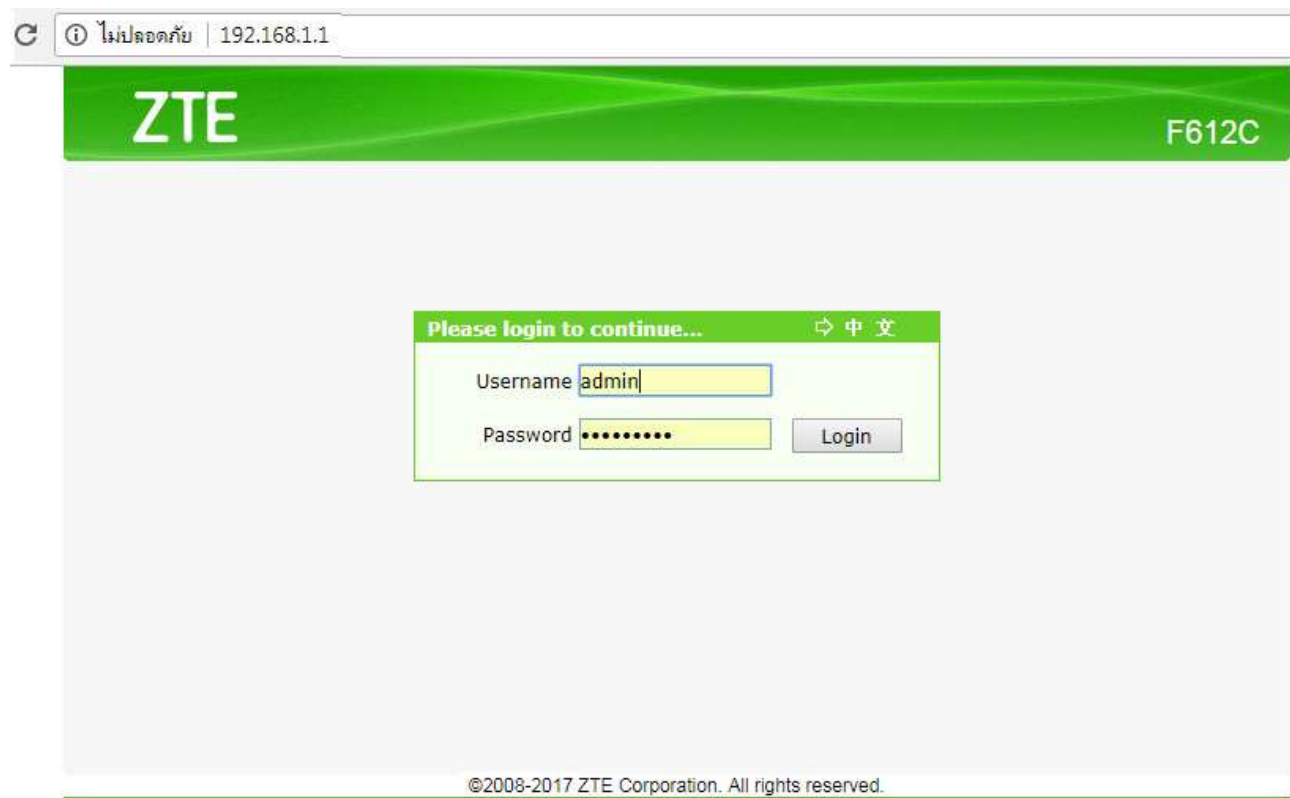 ไม่ปลอดภัย | 192.168.1.1
ZTE
F612C
Please login to continue... ⇨ 中 文
Username admin
Password •••••••••
Login
©2008-2017 ZTE Corporation. All rights reserved.